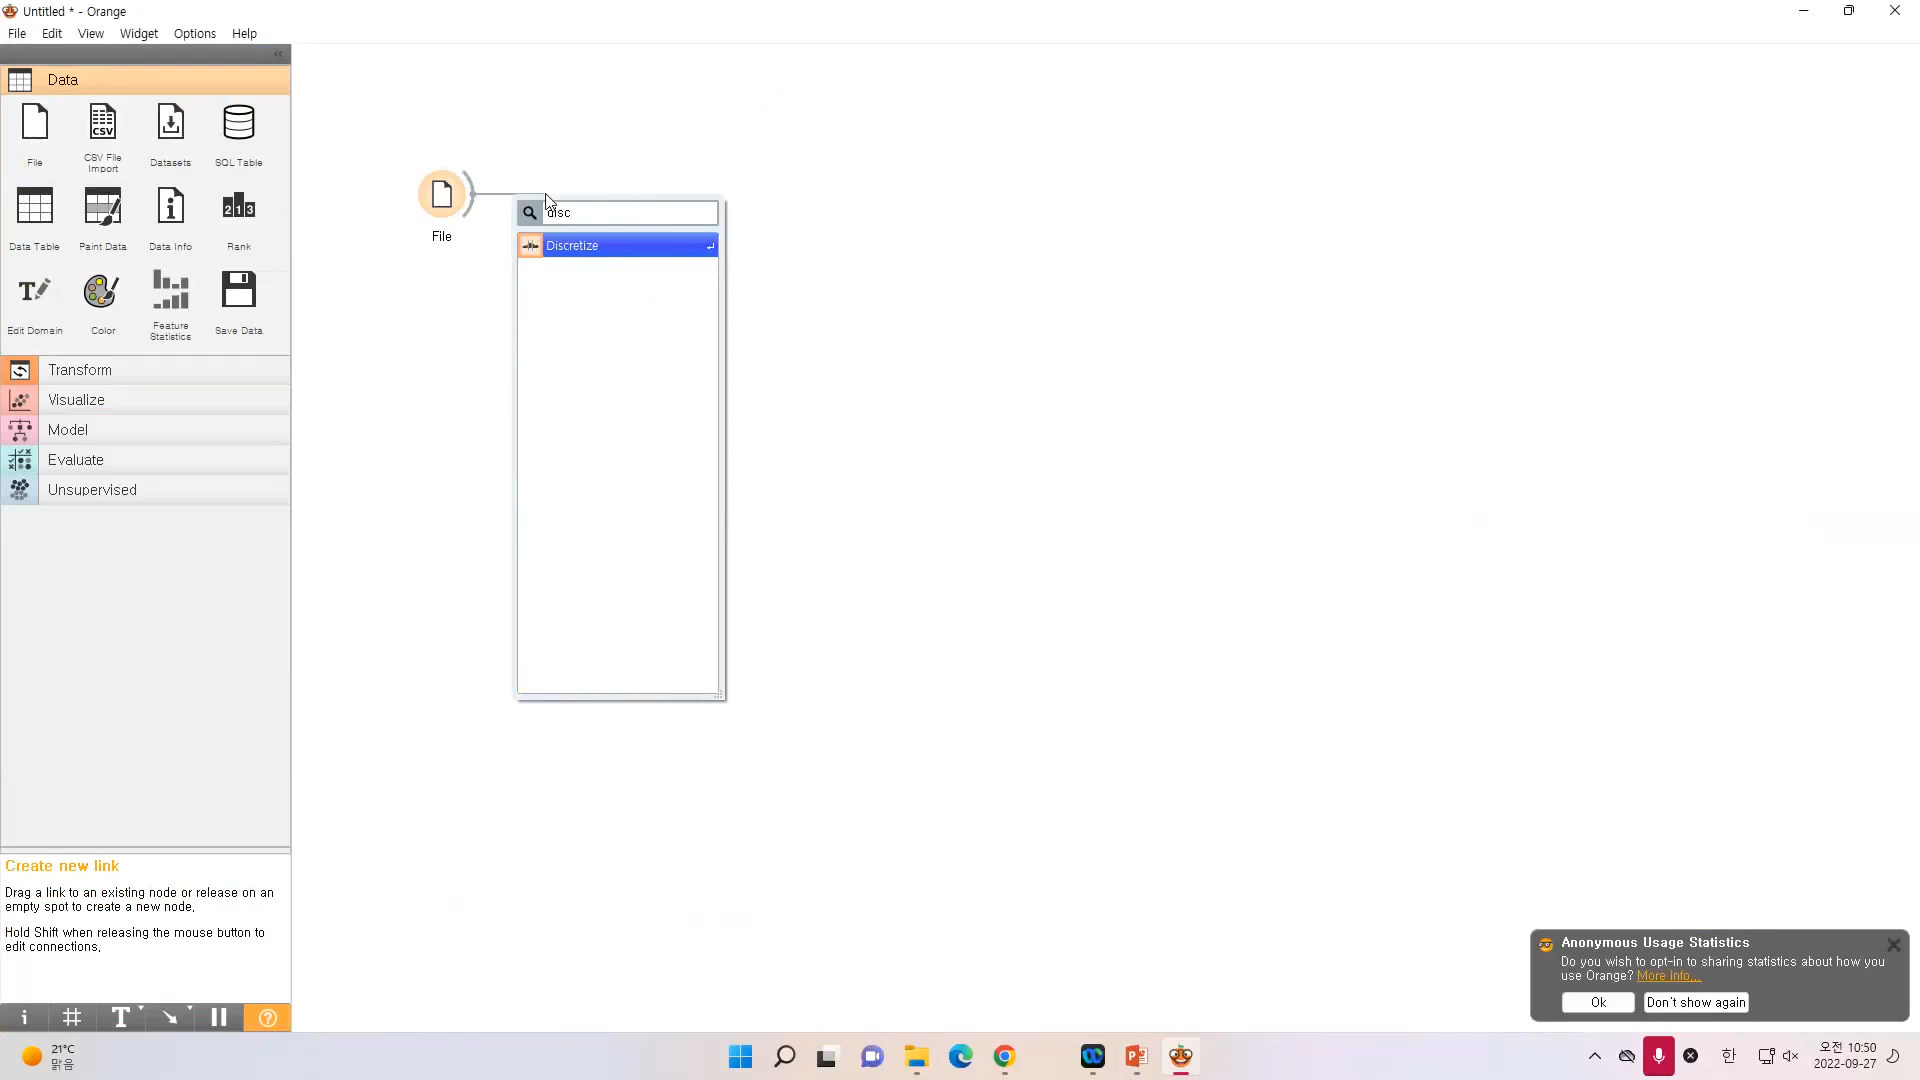 Untitled * - Orange
File Edit View Widget Options Help
Data
File
CSV File Import
Datasets
SQL Table
Data Table
Paint Data
Data Info
Rank
Edit Domain
Color
Feature Statistics
Save Data
Transform
Visualize
Model
Evaluate
Unsupervised
File
disc
Discretize
Create new link
Drag a link to an existing node or release on an
empty spot to create a new node.
Hold Shift when releasing the mouse button to
edit connections.
Anonymous Usage Statistics
Do you wish to opt-in to sharing statistics about how you
use Orange? More info...
Ok
Don't show again
21°C
맑음
한
오전 10:50
2022-09-27